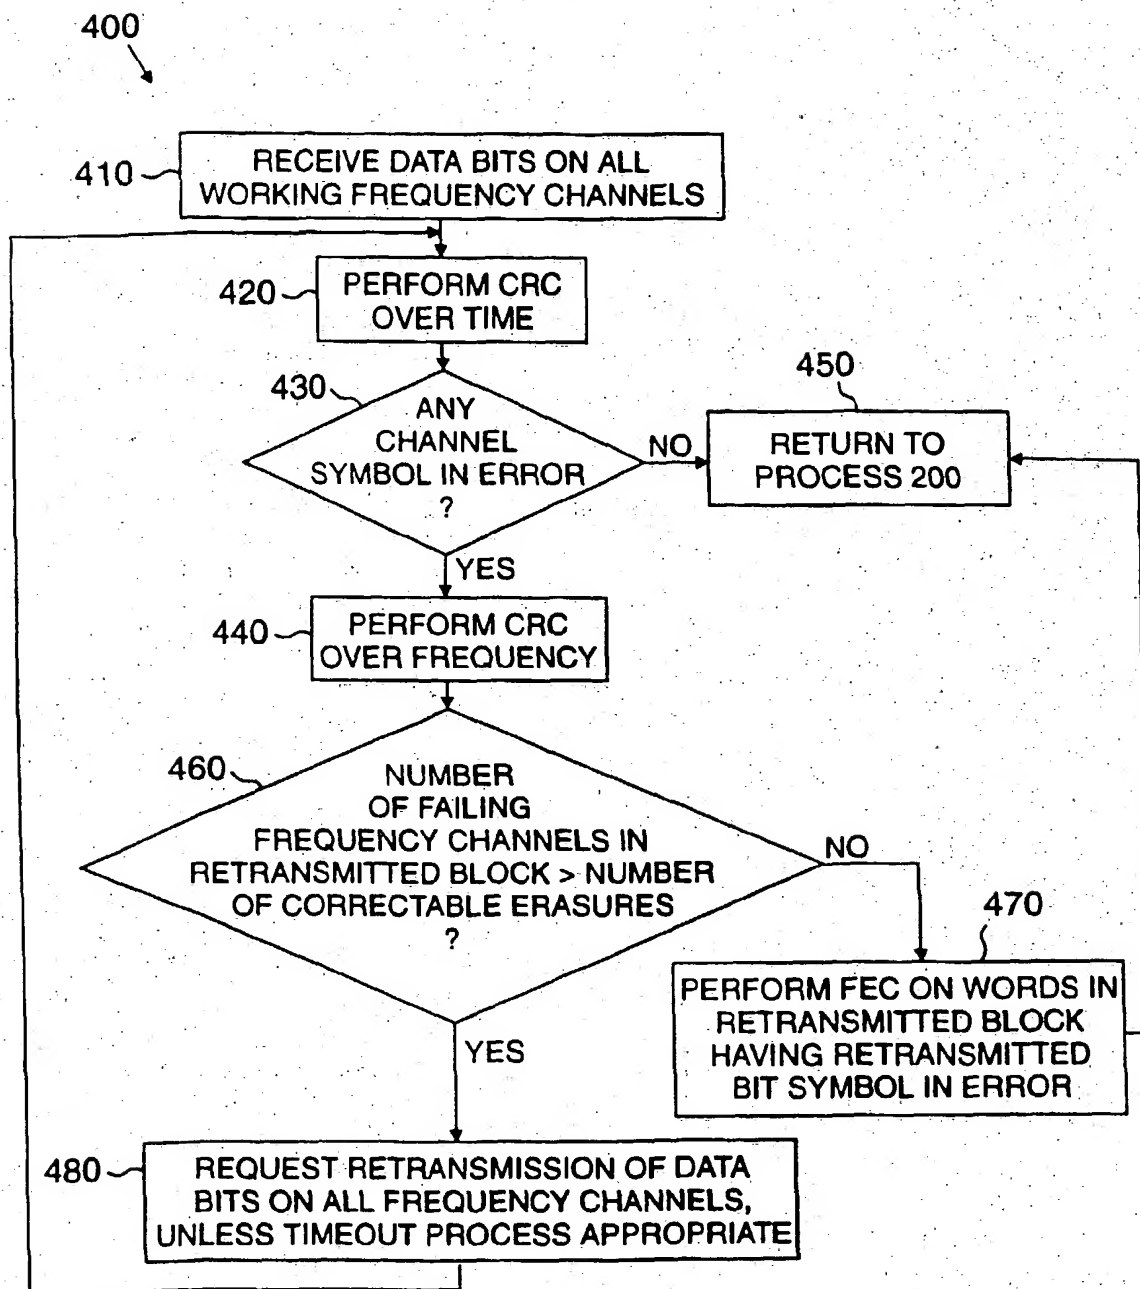 400
410
RECEIVE DATA BITS ON ALL
WORKING FREQUENCY CHANNELS
420
PERFORM CRC
OVER TIME
430
ANY
CHANNEL
SYMBOL IN ERROR
?
NO
450
RETURN TO
PROCESS 200
YES
440
PERFORM CRC
OVER FREQUENCY
460
NUMBER
OF FAILING
FREQUENCY CHANNELS IN
RETRANSMITTED BLOCK > NUMBER
OF CORRECTABLE ERASURES
?
NO
470
PERFORM FEC ON WORDS IN
RETRANSMITTED BLOCK
HAVING RETRANSMITTED
BIT SYMBOL IN ERROR
YES
480
REQUEST RETRANSMISSION OF DATA
BITS ON ALL FREQUENCY CHANNELS,
UNLESS TIMEOUT PROCESS APPROPRIATE